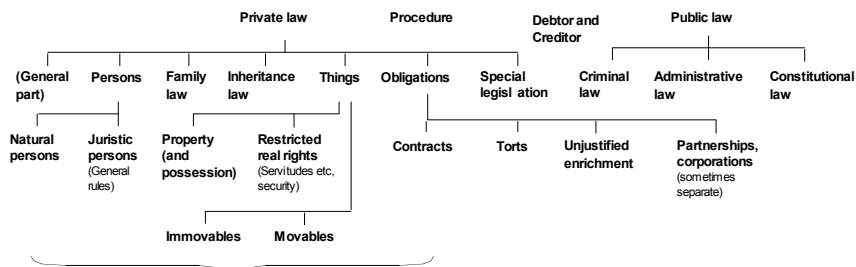 Private law
Procedure
Debtor and
Creditor
Public law
(General
part)
Persons
Family
law
Inheritance
law
Things
Obligations
Special
legisl ation
Criminal
law
Administrative
law
Constitutional
law
Natural
persons
Juristic
persons
(General
rules)
Property
(and
possession)
Restricted
real rights
(Servitudes etc,
security)
Contracts
Torts
Unjustified
enrichment
Partnerships,
corporations
(sometimes
separate)
Immovables
Movables